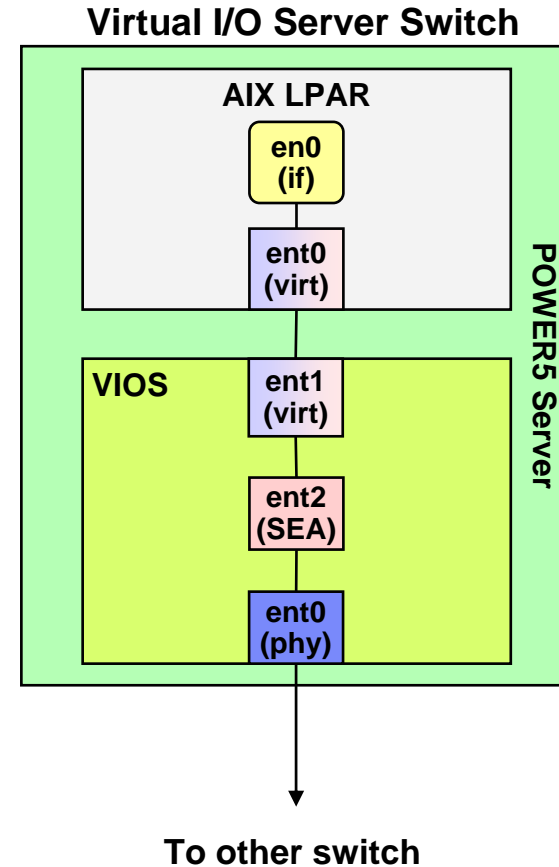 Virtual I/O Server Switch
AIX LPAR
en0
(if)
ent0
(virt)
POWER5 Server
VIOS
ent1
(virt)
ent2
(SEA)
ent0
(phy)
To other switch